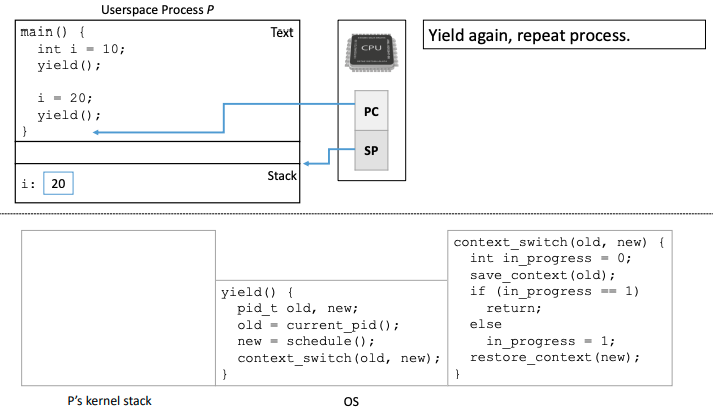 Userspace Process P
main() {
Text
int i = 10;
yield();
i = 20;
yield();
}
Stack
i: 20
CPU
PC
SP
Yield again, repeat process.
P's kernel stack
yield() {
pid_t old, new;
old = current_pid();
new = schedule();
context_switch(old, new);
}
OS
context_switch(old, new) {
int in_progress = 0;
save_context(old);
if (in_progress == 1)
return;
else
in_progress = 1;
restore_context(new);
}